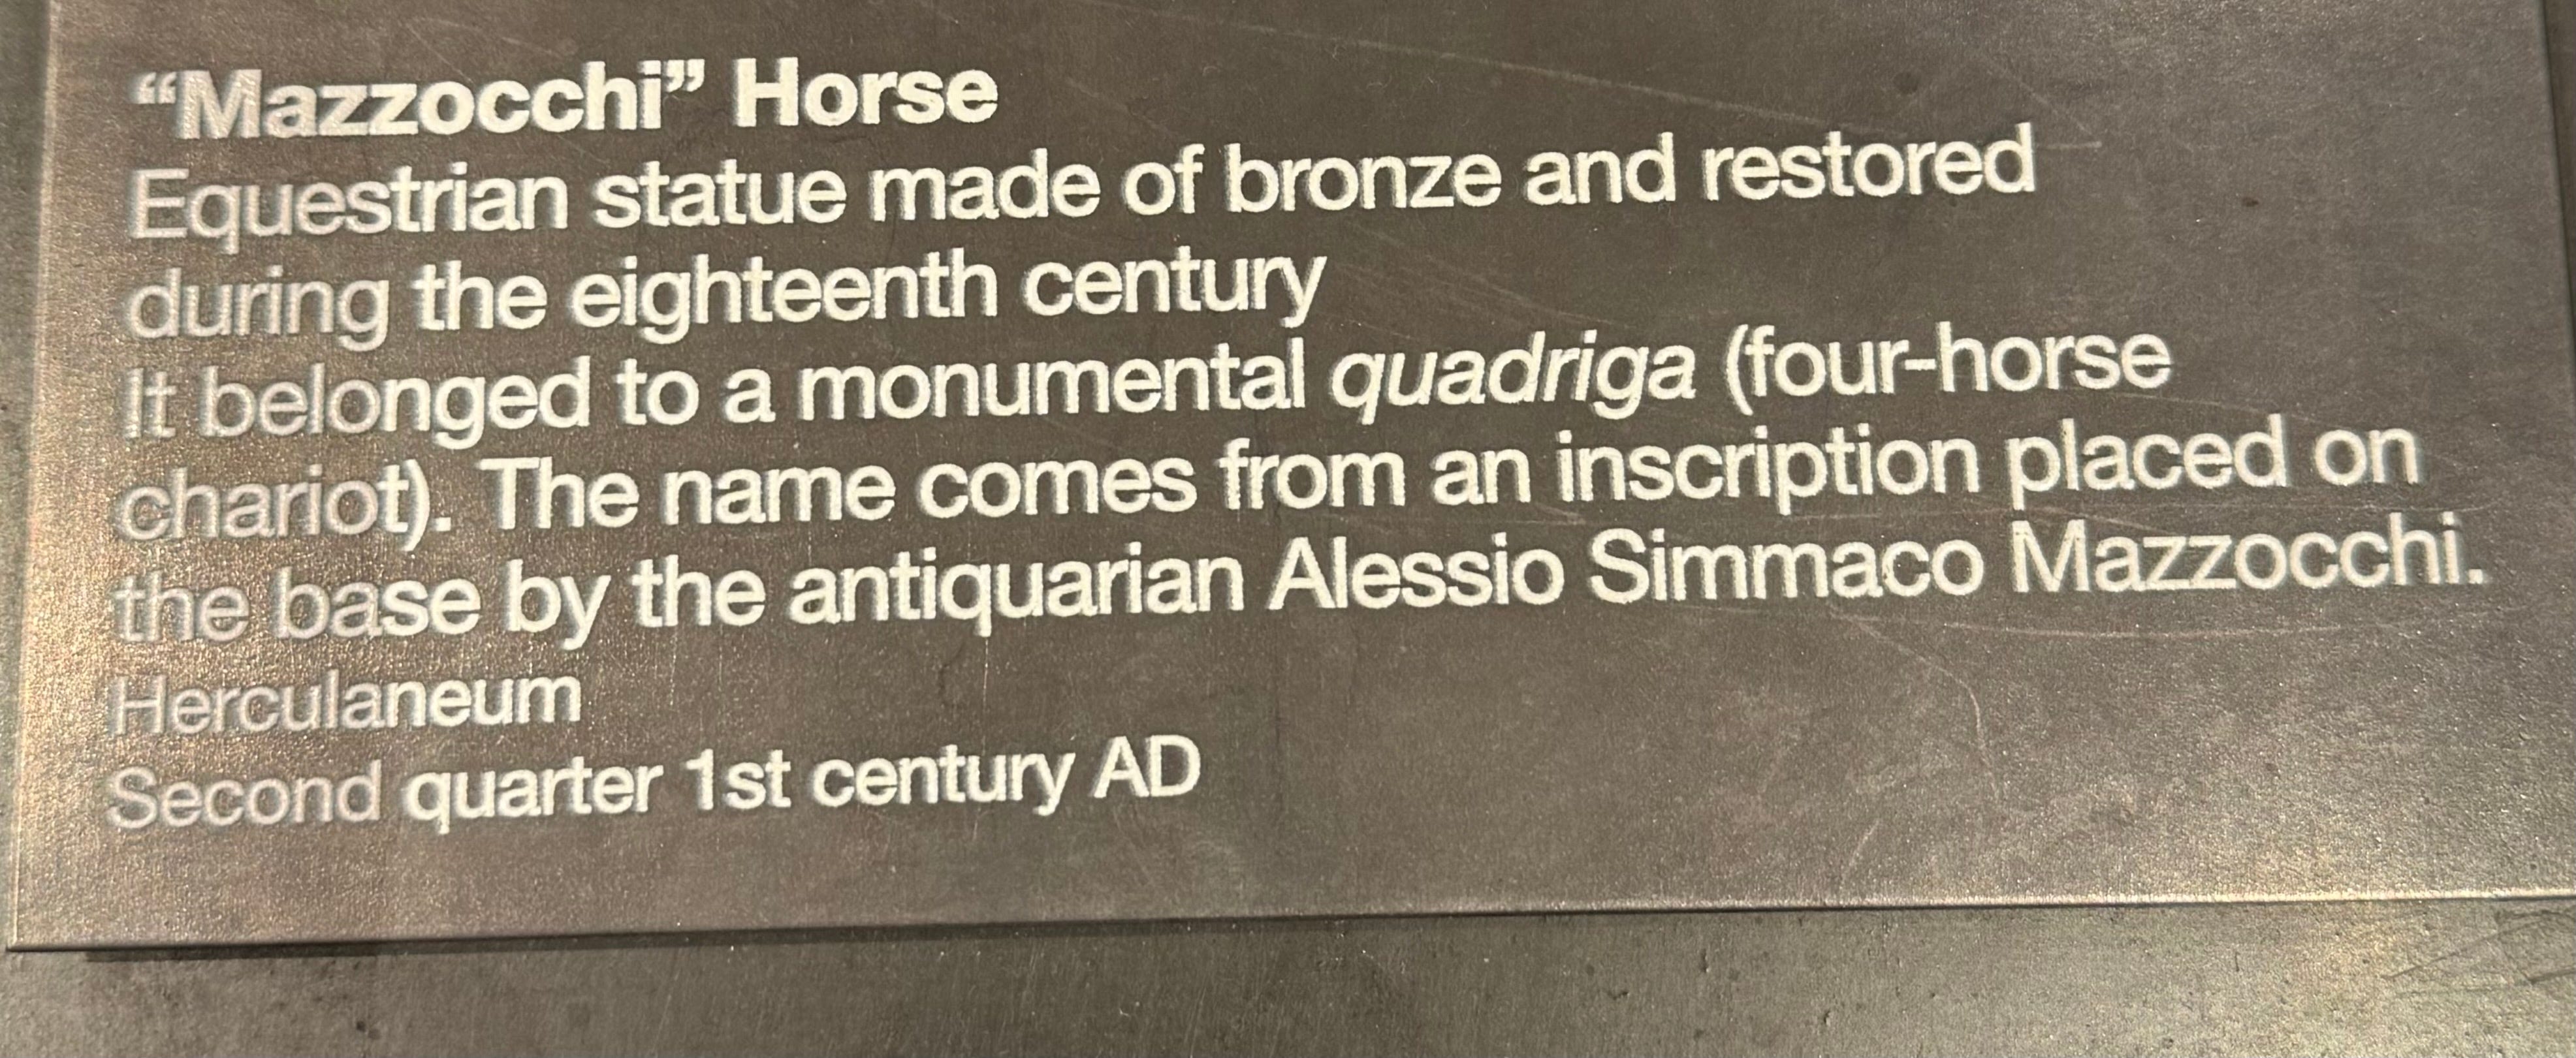 “Mazzocchi” Horse
Equestrian statue made of bronze and restored
during the eighteenth century
It belonged to a monumental quadriga (four-horse
chariot). The name comes from an inscription placed on
the base by the antiquarian Alessio Simmaco Mazzocchi.
Herculaneum
Second quarter 1st century AD